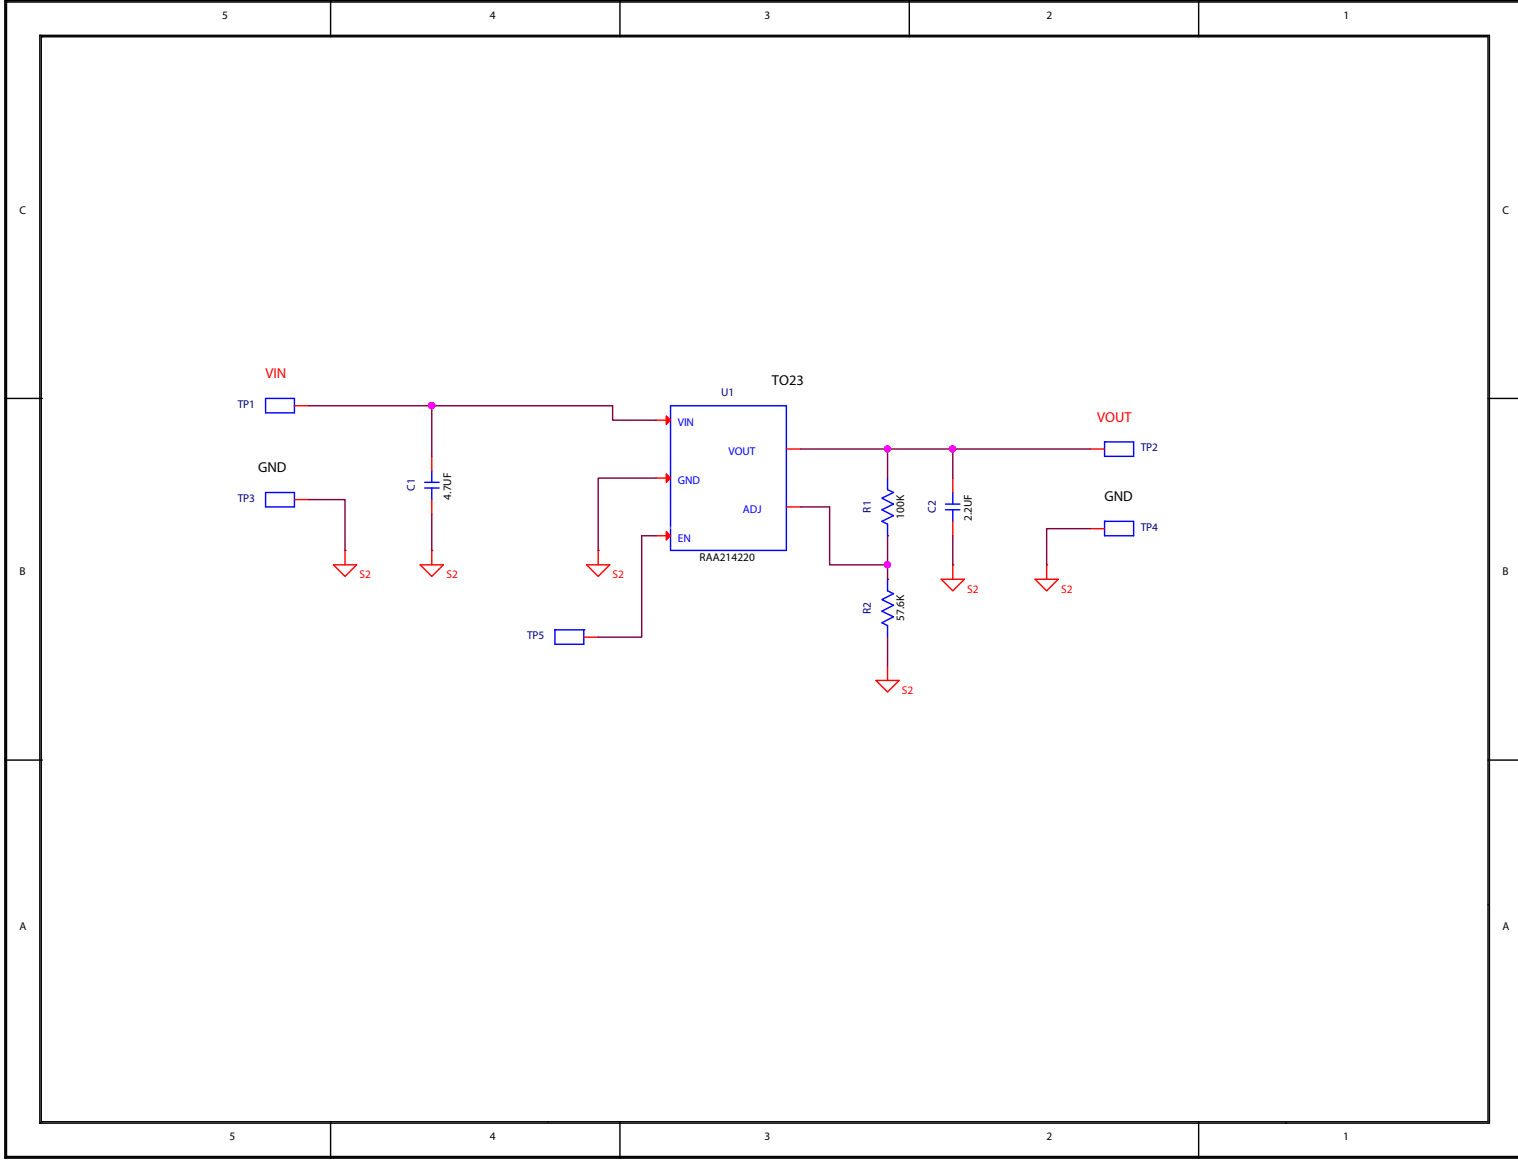 5 4 3 2 1
C C
VIN
TO23
U1
TP1
VIN
VOUT
VOUT
TP2
GND
GND
C1
4.7UF
TP3
ADJ
R1
100K
C2
2.2UF
GND
TP4
EN
RAA214220
S2
S2
S2
S2
S2
B B
R2
57.6K
TP5
S2
A A
5 4 3 2 1